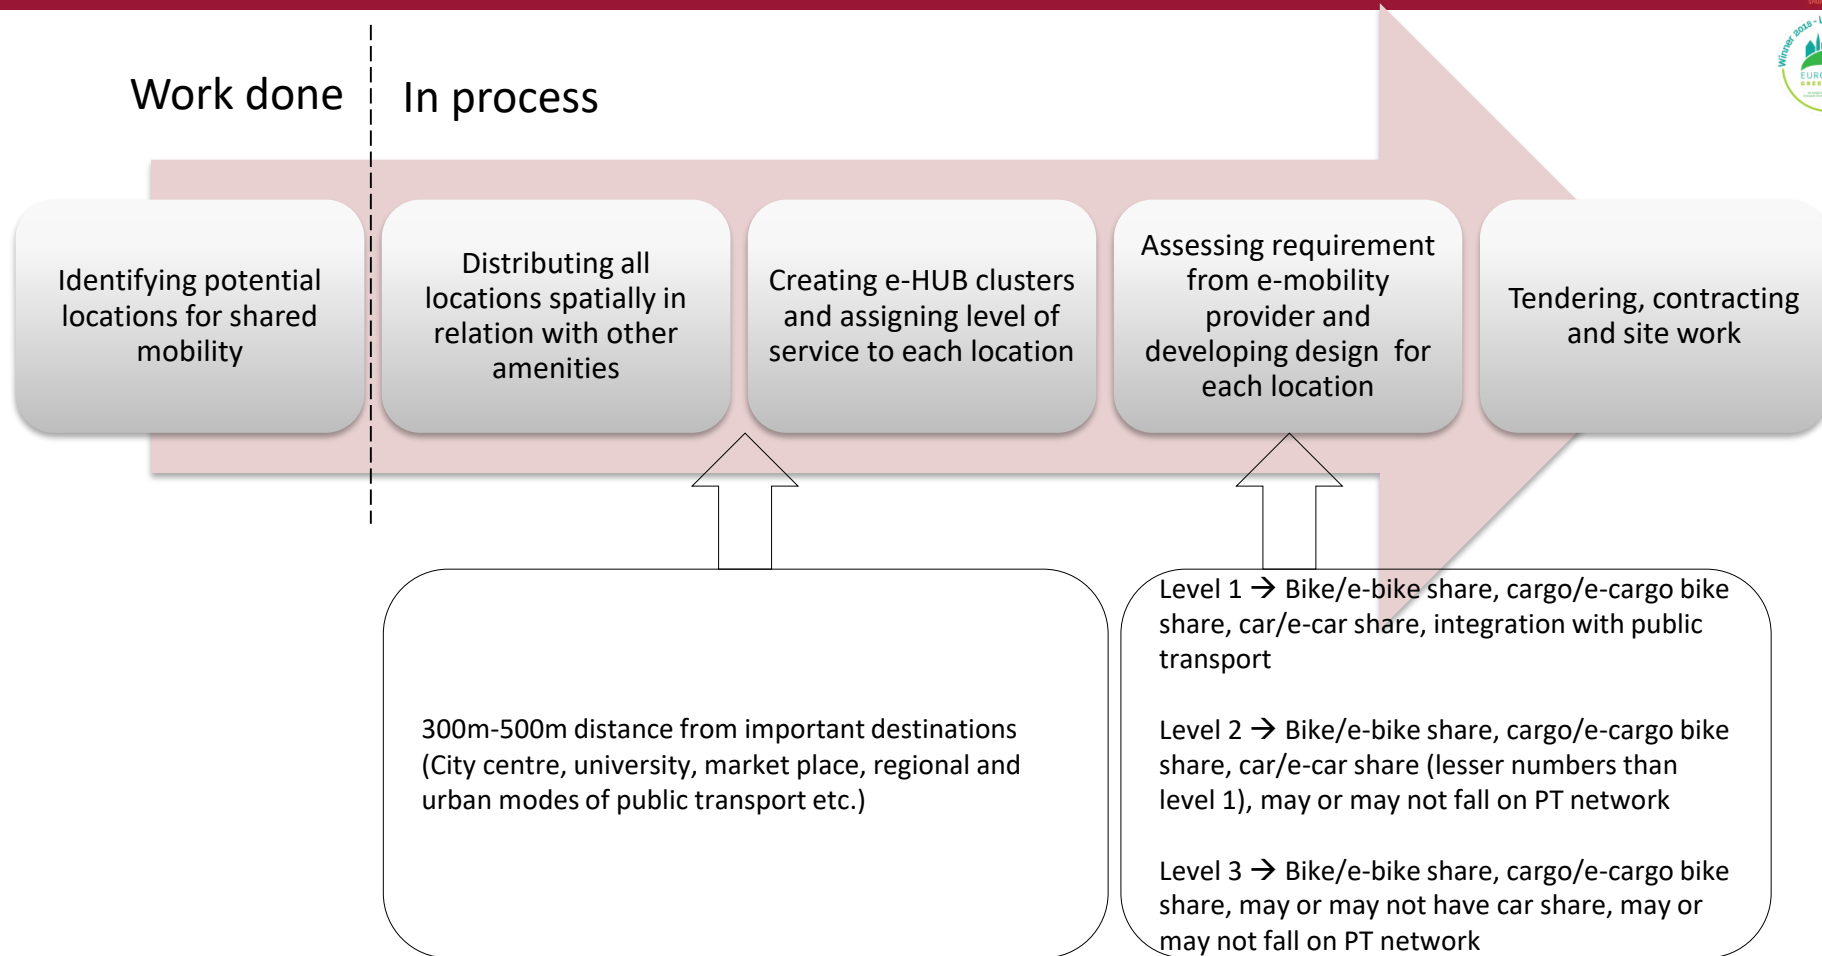 Work done
In process
Identifying potential
locations for shared
mobility
Distributing all
locations spatially in
relation with other
amenities
Creating e-HUB clusters
and assigning level of
service to each location
Assessing requirement
from e-mobility
provider and
developing design for
each location
Tendering, contracting
and site work
300m-500m distance from important destinations
(City centre, university, market place, regional and
urban modes of public transport etc.)
Level 1 → Bike/e-bike share, cargo/e-cargo bike
share, car/e-car share, integration with public
transport
Level 2 → Bike/e-bike share, cargo/e-cargo bike
share, car/e-car share (lesser numbers than
level 1), may or may not fall on PT network
Level 3 → Bike/e-bike share, cargo/e-cargo bike
share, may or may not have car share, may or
may not fall on PT network
Winner 2018